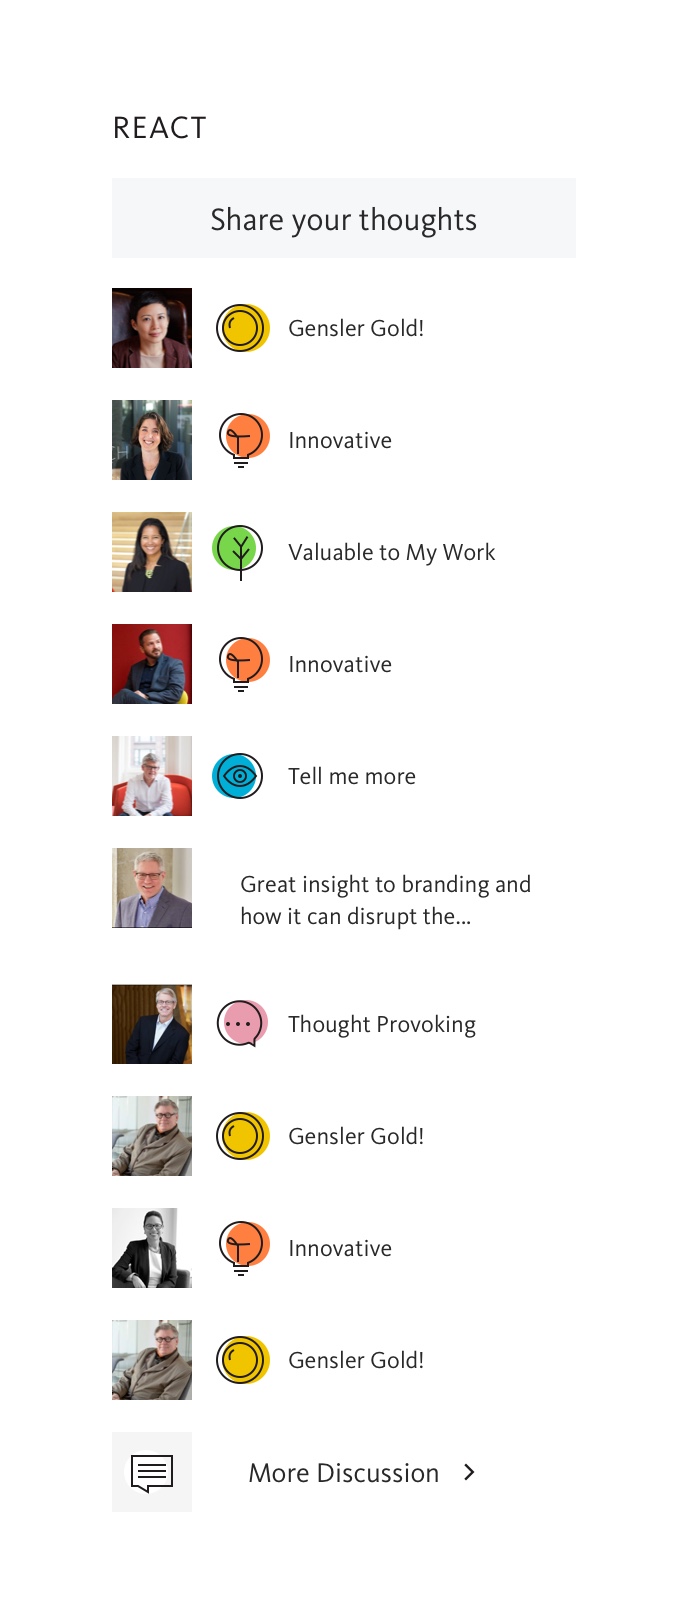 REACT
Share your thoughts
Gensler Gold!
Innovative
Valuable to My Work
Innovative
Tell me more
Great insight to branding and
how it can disrupt the...
Thought Provoking
Gensler Gold!
Innovative
Gensler Gold!
More Discussion